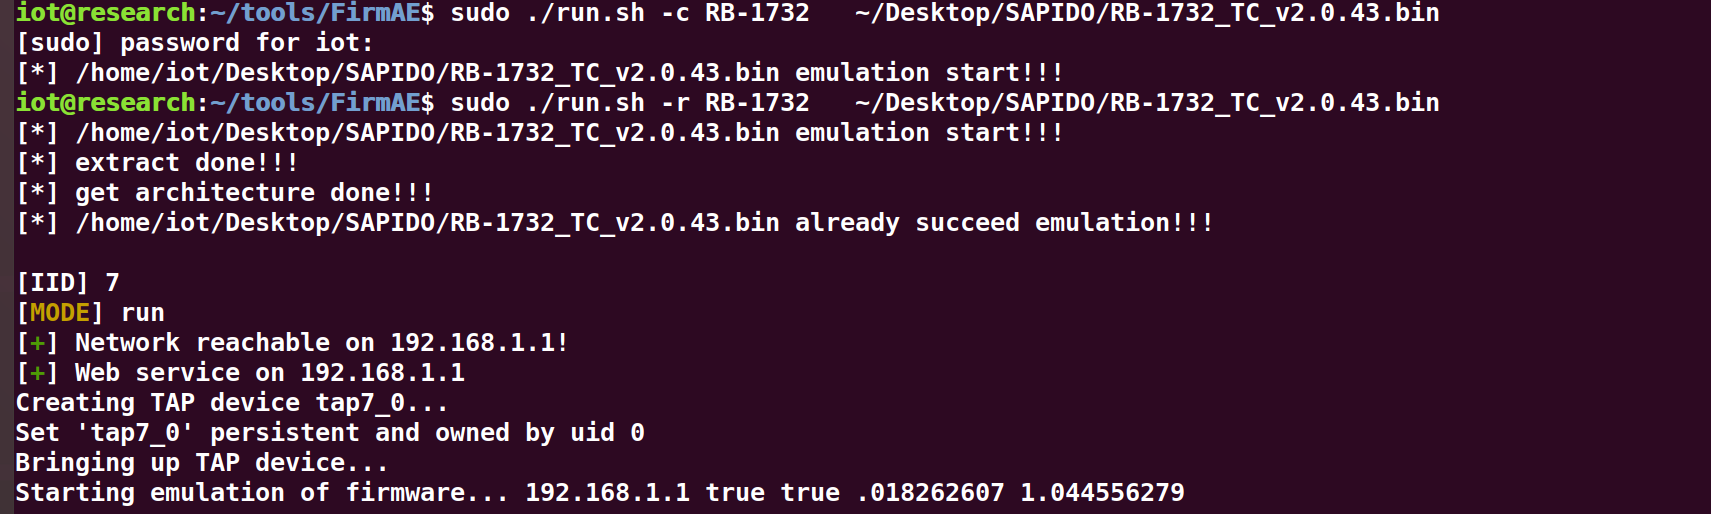 iot@research:~/tools/FirmAE$ sudo ./run.sh -c RB-1732   ~/Desktop/SAPIDO/RB-1732_TC_v2.0.43.bin
[sudo] password for iot:
[*] /home/iot/Desktop/SAPIDO/RB-1732_TC_v2.0.43.bin emulation start!!!
iot@research:~/tools/FirmAE$ sudo ./run.sh -r RB-1732   ~/Desktop/SAPIDO/RB-1732_TC_v2.0.43.bin
[*] /home/iot/Desktop/SAPIDO/RB-1732_TC_v2.0.43.bin emulation start!!!
[*] extract done!!!
[*] get architecture done!!!
[*] /home/iot/Desktop/SAPIDO/RB-1732_TC_v2.0.43.bin already succeed emulation!!!
[IID] 7
[MODE] run
[+] Network reachable on 192.168.1.1!
[+] Web service on 192.168.1.1
Creating TAP device tap7_0...
Set 'tap7_0' persistent and owned by uid 0
Bringing up TAP device...
Starting emulation of firmware... 192.168.1.1 true true .018262607 1.044556279